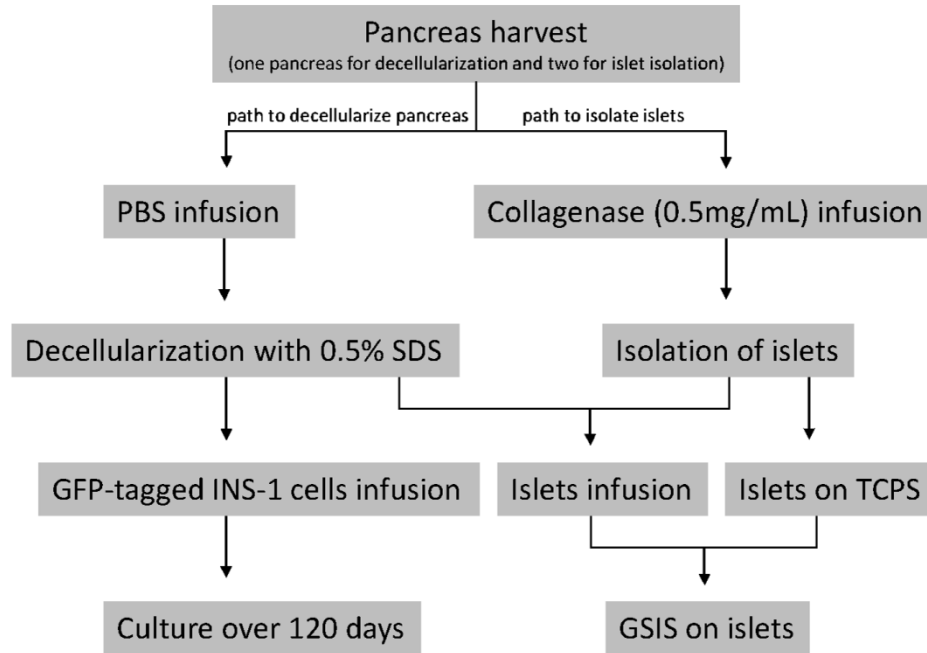 Pancreas harvest
(one pancreas for decellularization and two for islet isolation)
path to decellularize pancreas
path to isolate islets
PBS infusion
Collagenase (0.5mg/mL) infusion
Decellularization with 0.5% SDS
Isolation of islets
GFP-tagged INS-1 cells infusion
Islets infusion
Islets on TCPS
Culture over 120 days
GSIS on islets